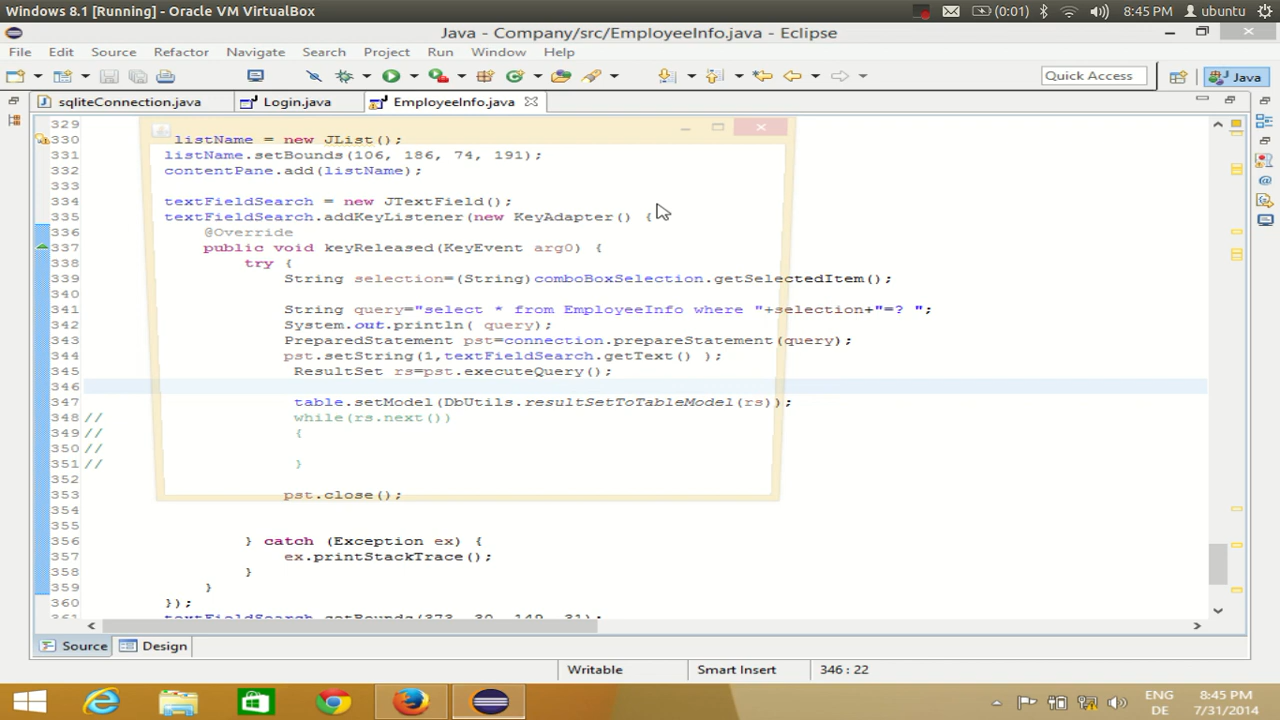 Windows 8.1 [Running] - Oracle VM VirtualBox
(0:01) 8:45 PM ubuntu
Java - Company/src/EmployeeInfo.java - Eclipse
File Edit Source Refactor Navigate Search Project Run Window Help
Quick Access Java
sqliteConnection.java Login.java EmployeeInfo.java
329
330 listName = new JList();
331 listName.setBounds(106, 186, 74, 191);
332 contentPane.add(listName);
333
334 textFieldSearch = new JTextField();
335 textFieldSearch.addKeyListener(new KeyAdapter() {
336 @Override
337 public void keyReleased(KeyEvent arg0) {
338 try {
339 String selection=(String)comboBoxSelection.getSelectedItem();
340
341 String query="select * from EmployeeInfo where "+selection+"=? ";
342 System.out.println( query);
343 PreparedStatement pst=connection.prepareStatement(query);
344 pst.setString(1,textFieldSearch.getText() );
345 ResultSet rs=pst.executeQuery();
346
347 table.setModel(DbUtils.resultSetToTableModel(rs));
348 // while(rs.next())
349 // {
350 //
351 // }
352
353 pst.close();
354
355
356 } catch (Exception ex) {
357 ex.printStackTrace();
358 }
359 }
360 });
361 textFieldSearch.setBounds(373, 30, 149, 31);
Source Design
Writable Smart Insert 346 : 22
ENG 8:45 PM
DE 7/31/2014